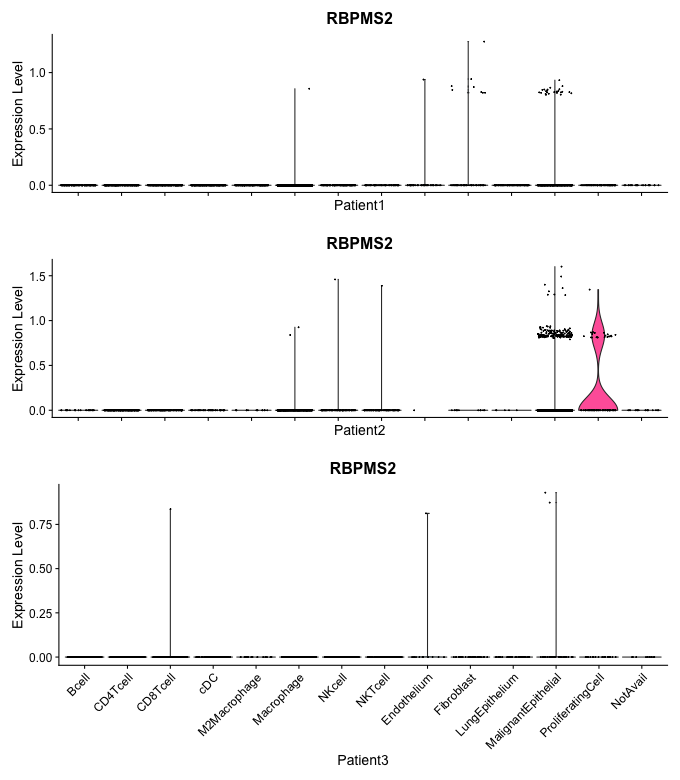 RBPMS2
Expression Level
1.0
0.5
0.0
Patient1
RBPMS2
Expression Level
1.5
1.0
0.5
0.0
Patient2
RBPMS2
Expression Level
0.75
0.50
0.25
0.00
Bcell
CD4Tcell
CD8Tcell
cDC
M2Macrophage
Macrophage
NKcell
NKTcell
Endothelium
Fibroblast
LungEpithelium
MalignantEpithelial
ProliferatingCell
NotAvail
Patient3